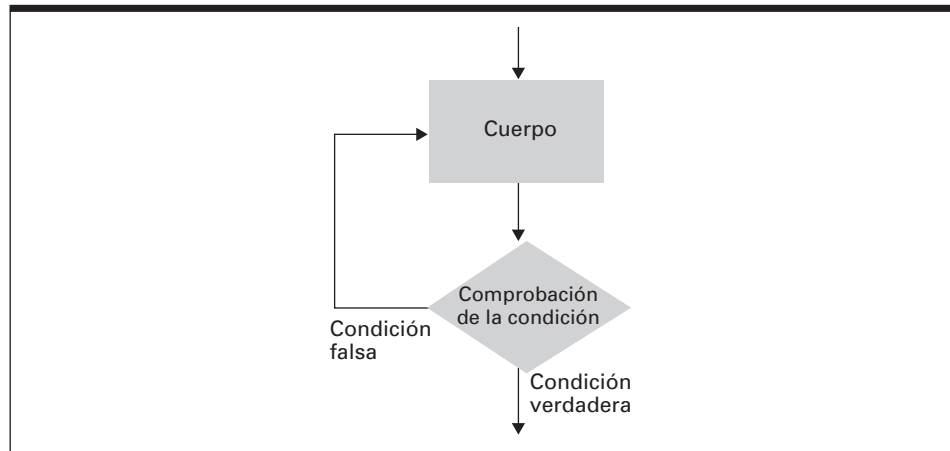 Cuerpo
Comprobación
de la condición
Condición
falsa
Condición
verdadera